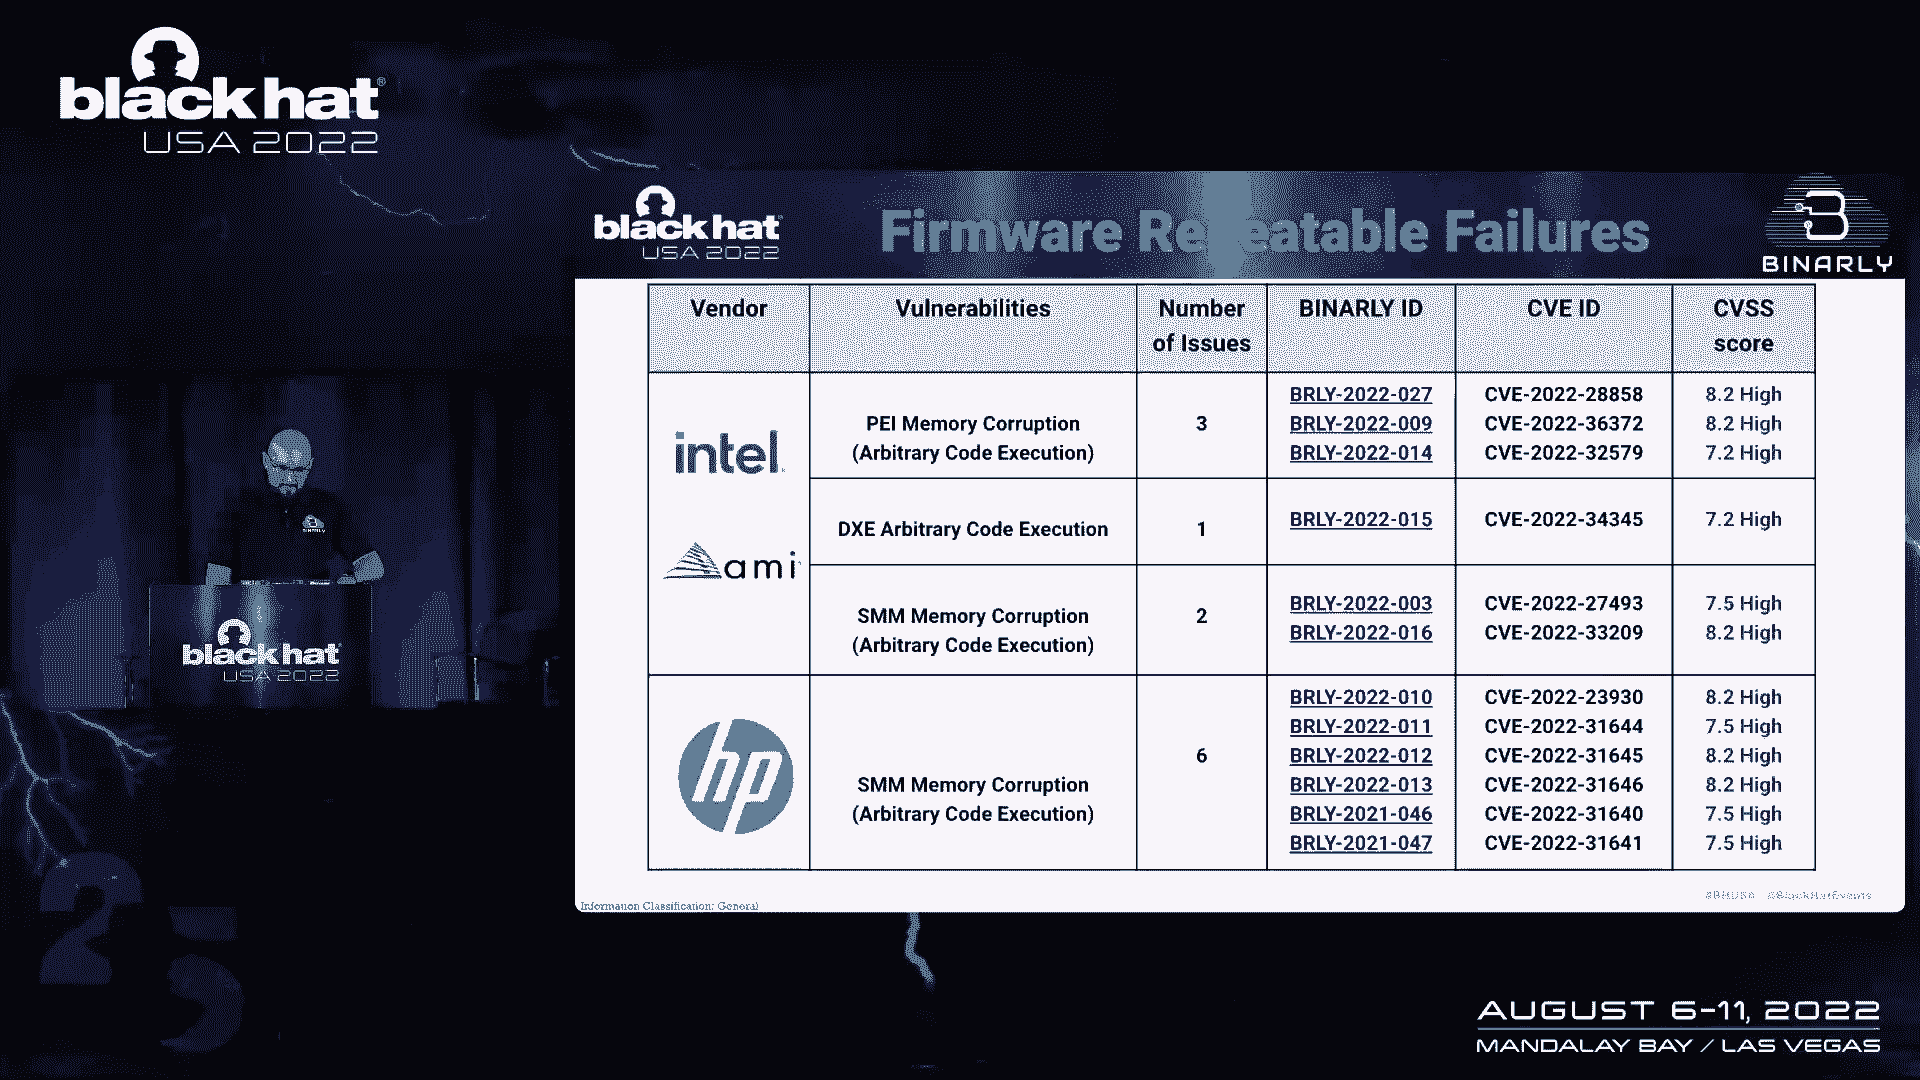 black hat
USA 2022
black hat
USA 2022
Firmware Repeatable Failures
BINARLY
Vendor Vulnerabilities Number of Issues BINARLY ID CVE ID CVSS score
intel
ami
PEI Memory Corruption
(Arbitrary Code Execution)
3
BRLY-2022-027 CVE-2022-28858 8.2 High
BRLY-2022-009 CVE-2022-36372 8.2 High
BRLY-2022-014 CVE-2022-32579 7.2 High
DXE Arbitrary Code Execution
1
BRLY-2022-015 CVE-2022-34345 7.2 High
SMM Memory Corruption
(Arbitrary Code Execution)
2
BRLY-2022-003 CVE-2022-27493 7.5 High
BRLY-2022-016 CVE-2022-33209 8.2 High
hp
SMM Memory Corruption
(Arbitrary Code Execution)
6
BRLY-2022-010 CVE-2022-23930 8.2 High
BRLY-2022-011 CVE-2022-31644 7.5 High
BRLY-2022-012 CVE-2022-31645 8.2 High
BRLY-2022-013 CVE-2022-31646 8.2 High
BRLY-2021-046 CVE-2022-31640 7.5 High
BRLY-2021-047 CVE-2022-31641 7.5 High
Information Classification: General
#BHUSA @BlackHatEvents
BINARLY
black hat
USA 2022
25
AUGUST 6-11, 2022
MANDALAY BAY / LAS VEGAS